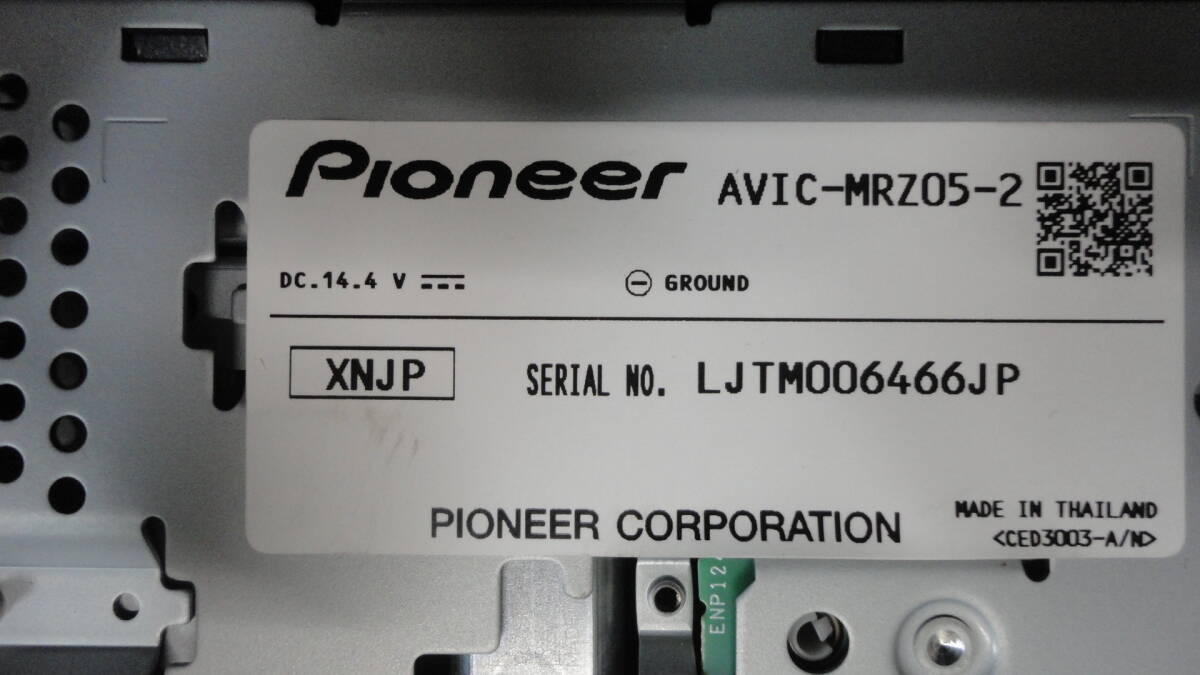 Pioneer AVIC-MRZ05-2
DC.14.4 V ⎓ ⊖ GROUND
XNJP SERIAL NO. LJTM006466JP
PIONEER CORPORATION
MADE IN THAILAND
<CED3003-A/N>
ENP12